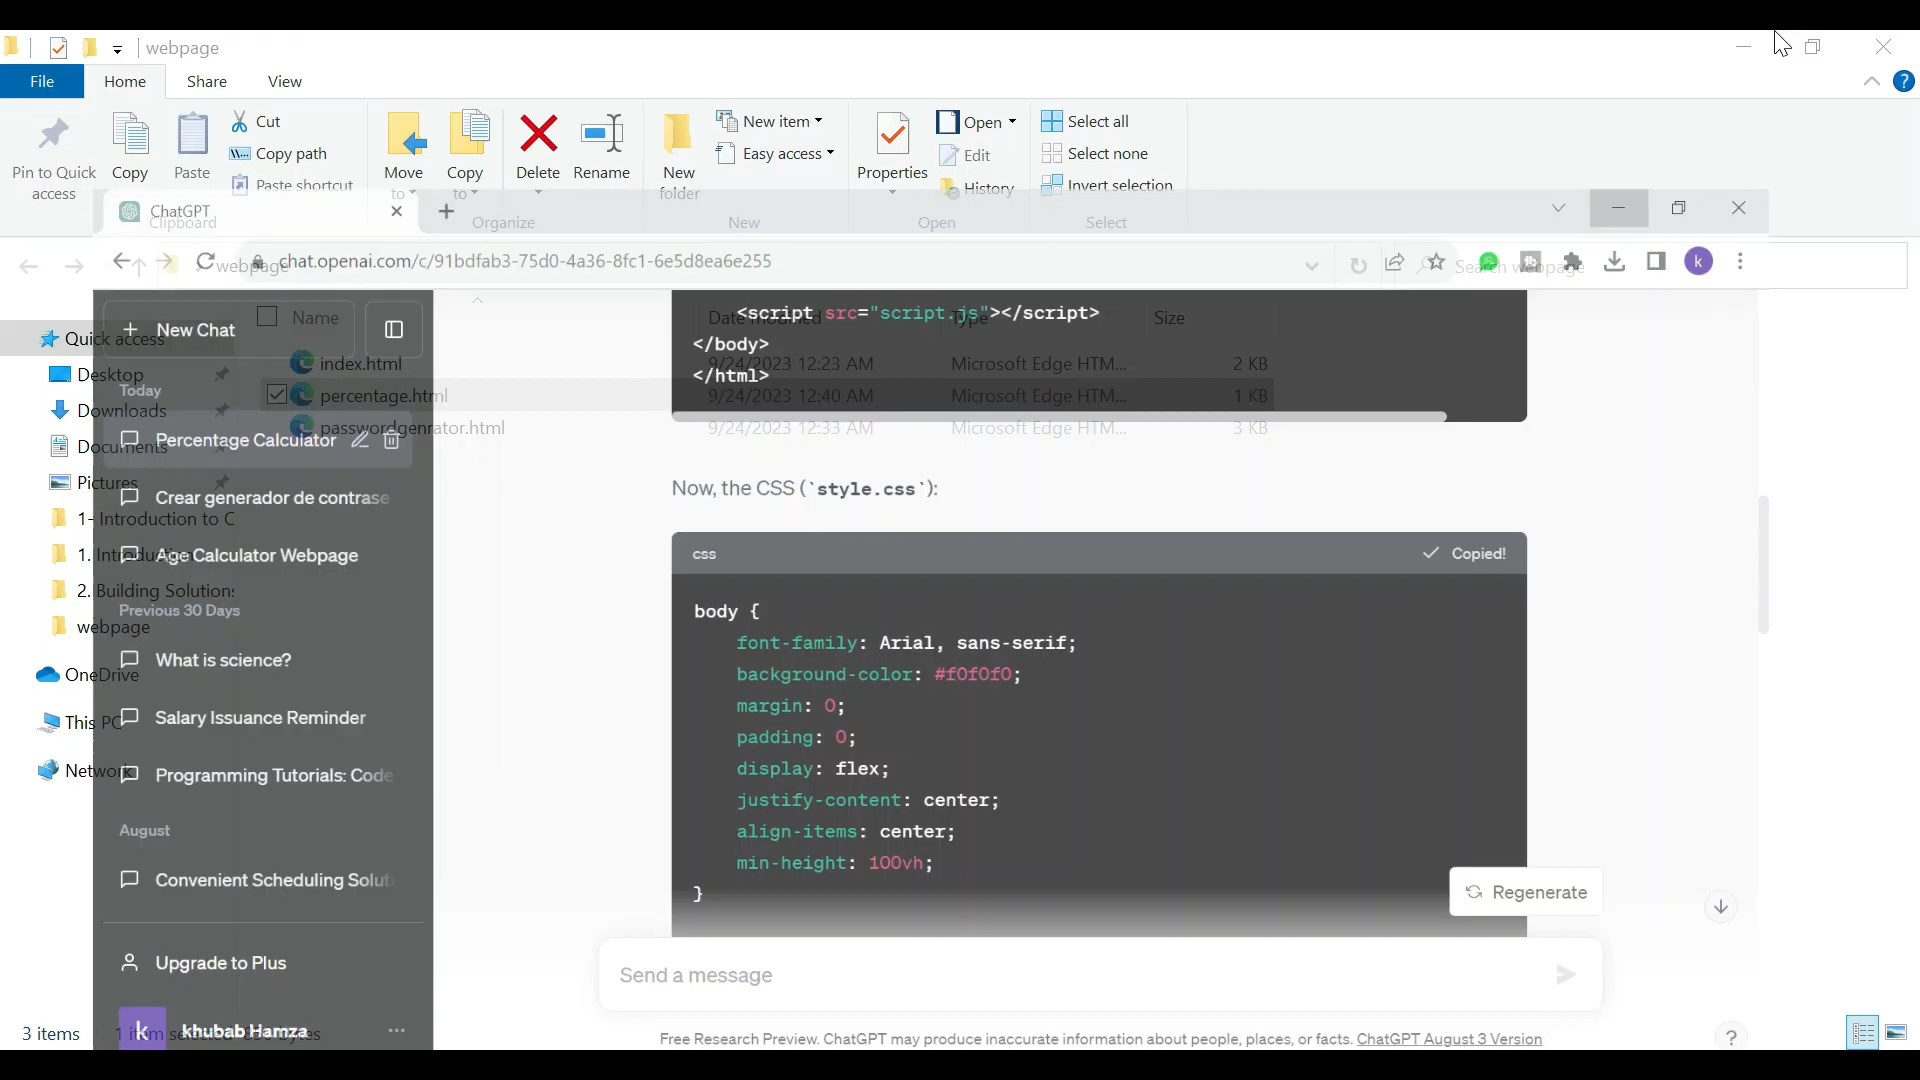 webpage
File Home Share View
Pin to Quick access
Copy
Paste
Cut
Copy path
Paste shortcut
Move to
Copy to
Delete
Rename
New folder
New item
Easy access
Properties
Open
Edit
History
Select all
Select none
Invert selection
Clipboard Organize New Open Select
ChatGPT
webpage
chat.openai.com/c/91bdfab3-75d0-4a36-8fc1-6e5d8ea6e255
Search webpage
Name Date modified Type Size
index.html 9/24/2023 12:23 AM Microsoft Edge HTM... 2 KB
percentage.html 9/24/2023 12:40 AM Microsoft Edge HTM... 1 KB
passwordgenrator.html 9/24/2023 12:33 AM Microsoft Edge HTM... 3 KB
Quick access
Desktop
Downloads
Documents
Pictures
1- Introduction to C
1. Introduction
2. Building Solutions
webpage
OneDrive
This PC
Network
New Chat
Today
Percentage Calculator
Crear generador de contrase
Age Calculator Webpage
Previous 30 Days
What is science?
Salary Issuance Reminder
Programming Tutorials: Code
August
Convenient Scheduling Solut
Upgrade to Plus
k khubab Hamza
<script src="script.js"></script>
</body>
</html>
Now, the CSS (`style.css`):
css Copied!
body {
font-family: Arial, sans-serif;
background-color: #f0f0f0;
margin: 0;
padding: 0;
display: flex;
justify-content: center;
align-items: center;
min-height: 100vh;
}
Regenerate
Send a message
Free Research Preview. ChatGPT may produce inaccurate information about people, places, or facts. ChatGPT August 3 Version
3 items 1 item selected bytes